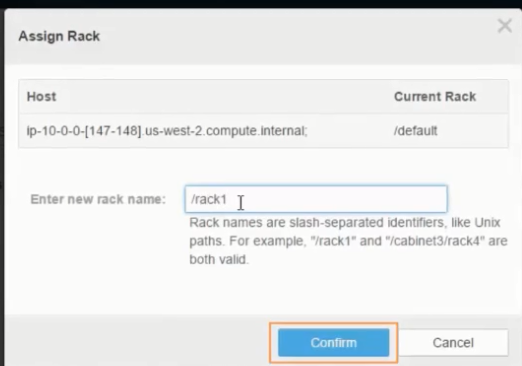 Assign Rack
Host Current Rack
ip-10-0-0-[147-148].us-west-2.compute.internal; /default
Enter new rack name: /rack1
Rack names are slash-separated identifiers, like Unix
paths. For example, "/rack1" and "/cabinet3/rack4" are
both valid.
Confirm Cancel